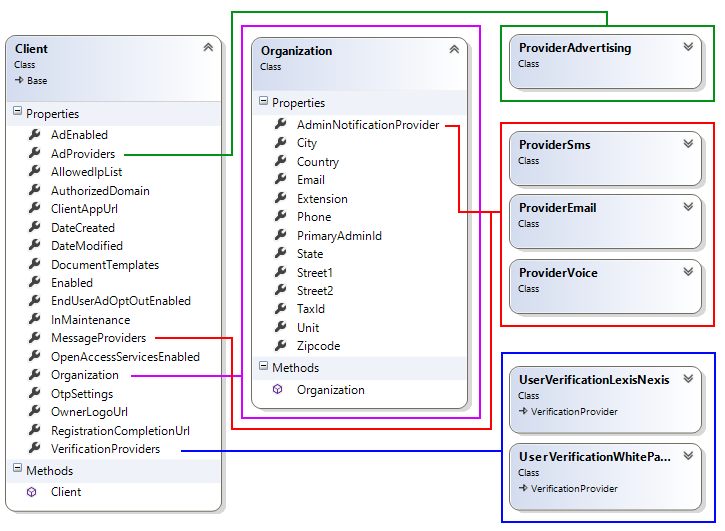 Client
Class
Base
Properties
AdEnabled
AdProviders
AllowedIpList
AuthorizedDomain
ClientAppUrl
DateCreated
DateModified
DocumentTemplates
Enabled
EndUserAdOptOutEnabled
InMaintenance
MessageProviders
OpenAccessServicesEnabled
Organization
OtpSettings
OwnerLogoUrl
RegistrationCompletionUrl
VerificationProviders
Methods
Client
Organization
Class
Properties
AdminNotificationProvider
City
Country
Email
Extension
Phone
PrimaryAdminId
State
Street1
Street2
TaxId
Unit
Zipcode
Methods
Organization
ProviderAdvertising
Class
ProviderSms
Class
ProviderEmail
Class
ProviderVoice
Class
UserVerificationLexisNexis
Class
VerificationProvider
UserVerificationWhitePa...
Class
VerificationProvider